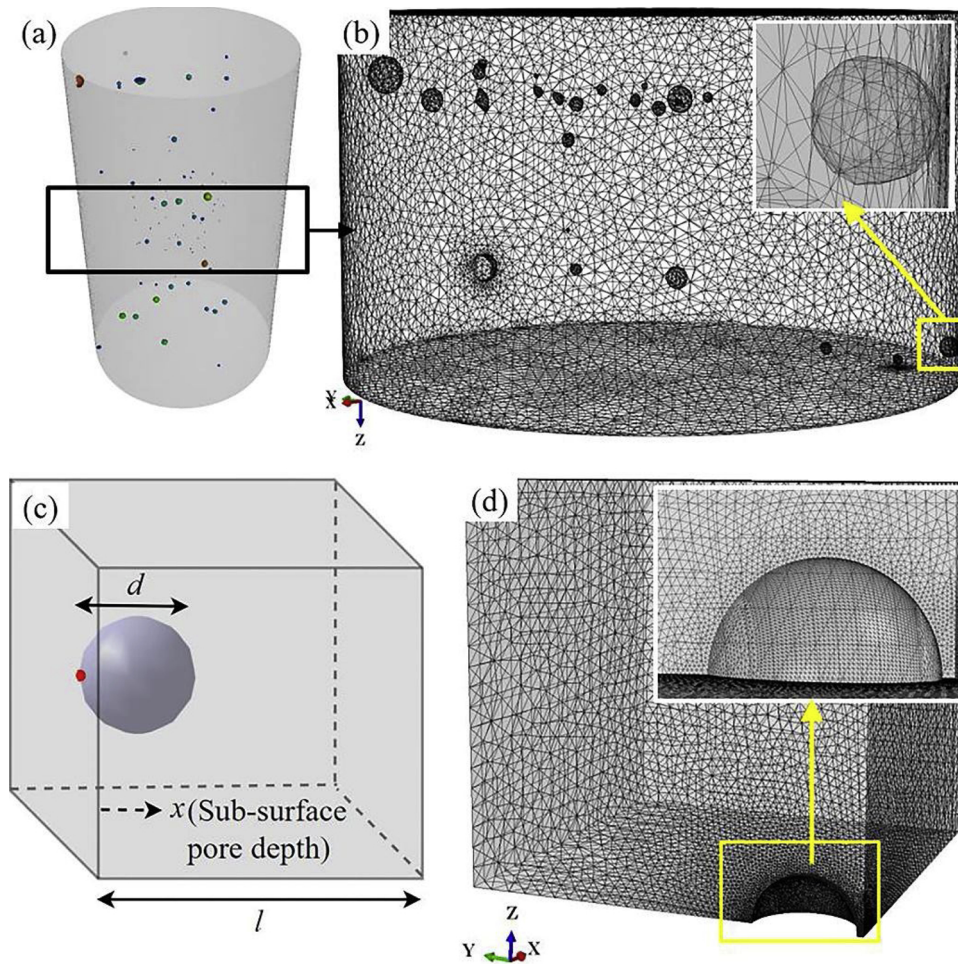 (a)
(b)
Y
X
Z
(c)
d
x (Sub-surface
pore depth)
l
(d)
Z
Y
X